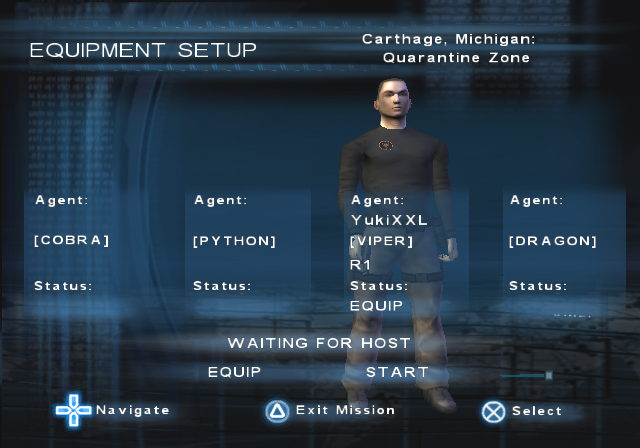 EQUIPMENT SETUP
Carthage, Michigan:
Quarantine Zone
Agent:
[COBRA]
Status:
Agent:
[PYTHON]
Status:
Agent:
YukiXXL
[VIPER]
R1
Status:
EQUIP
Agent:
[DRAGON]
Status:
WAITING FOR HOST
EQUIP START
Navigate Exit Mission Select